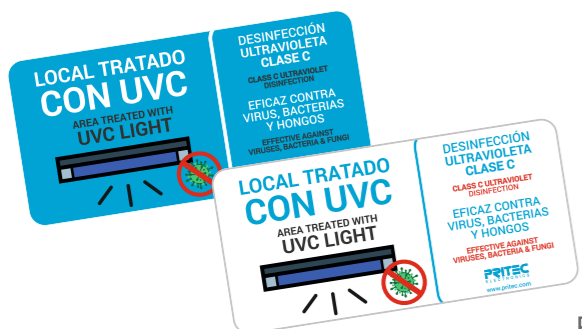 LOCAL TRATADO
CON UVC
AREA TREATED WITH
UVC LIGHT
DESINFECCIÓN
ULTRAVIOLETA
CLASE C
CLASS C ULTRAVIOLET
DISINFECTION
EFICAZ CONTRA
VIRUS, BACTERIAS
Y HONGOS
EFFECTIVE AGAINST
VIRUSES, BACTERIA & FUNGI
LOCAL TRATADO
CON UVC
AREA TREATED WITH
UVC LIGHT
DESINFECCIÓN
ULTRAVIOLETA
CLASE C
CLASS C ULTRAVIOLET
DISINFECTION
EFICAZ CONTRA
VIRUS, BACTERIAS
Y HONGOS
EFFECTIVE AGAINST
VIRUSES, BACTERIA & FUNGI
PRITEC
ELECTRONICS
www.pritec.com